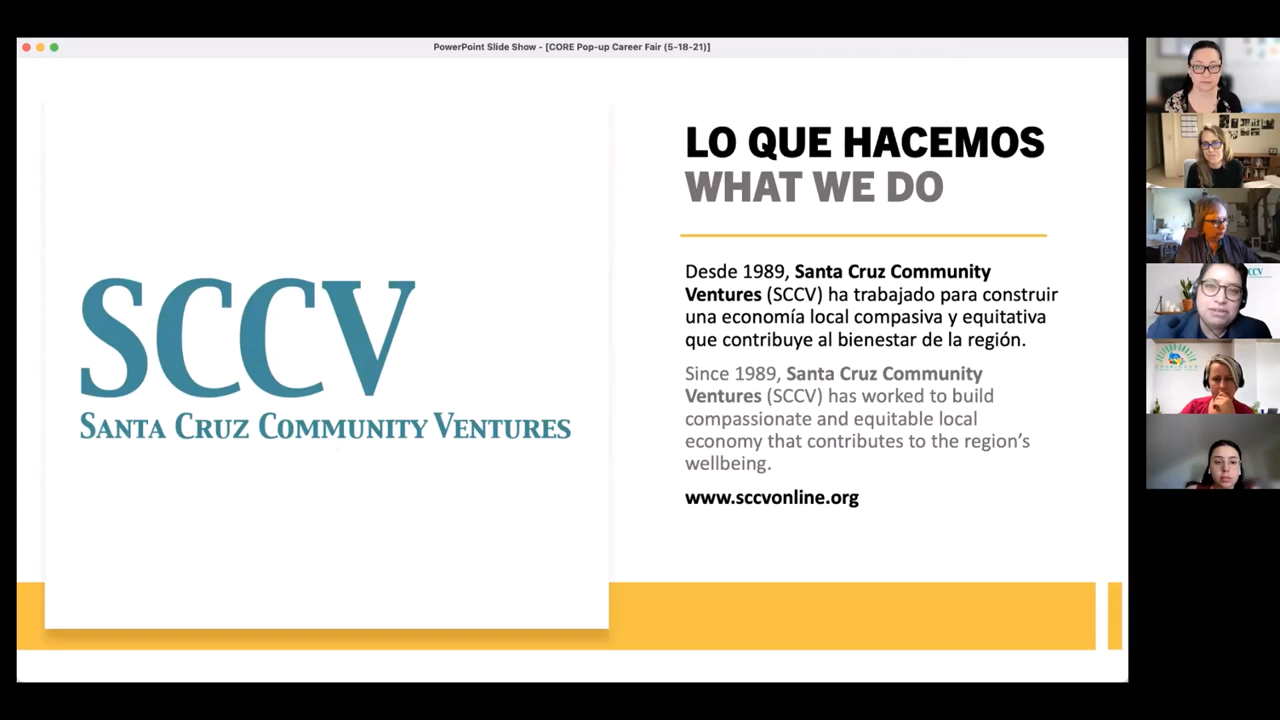 PowerPoint Slide Show - [CORE Pop-up Career Fair (5-18-21)]
SCCV
SANTA CRUZ COMMUNITY VENTURES
LO QUE HACEMOS
WHAT WE DO
Desde 1989, Santa Cruz Community
Ventures (SCCV) ha trabajado para construir
una economía local compasiva y equitativa
que contribuye al bienestar de la región.
Since 1989, Santa Cruz Community
Ventures (SCCV) has worked to build
compassionate and equitable local
economy that contributes to the region's
wellbeing.
www.sccvonline.org